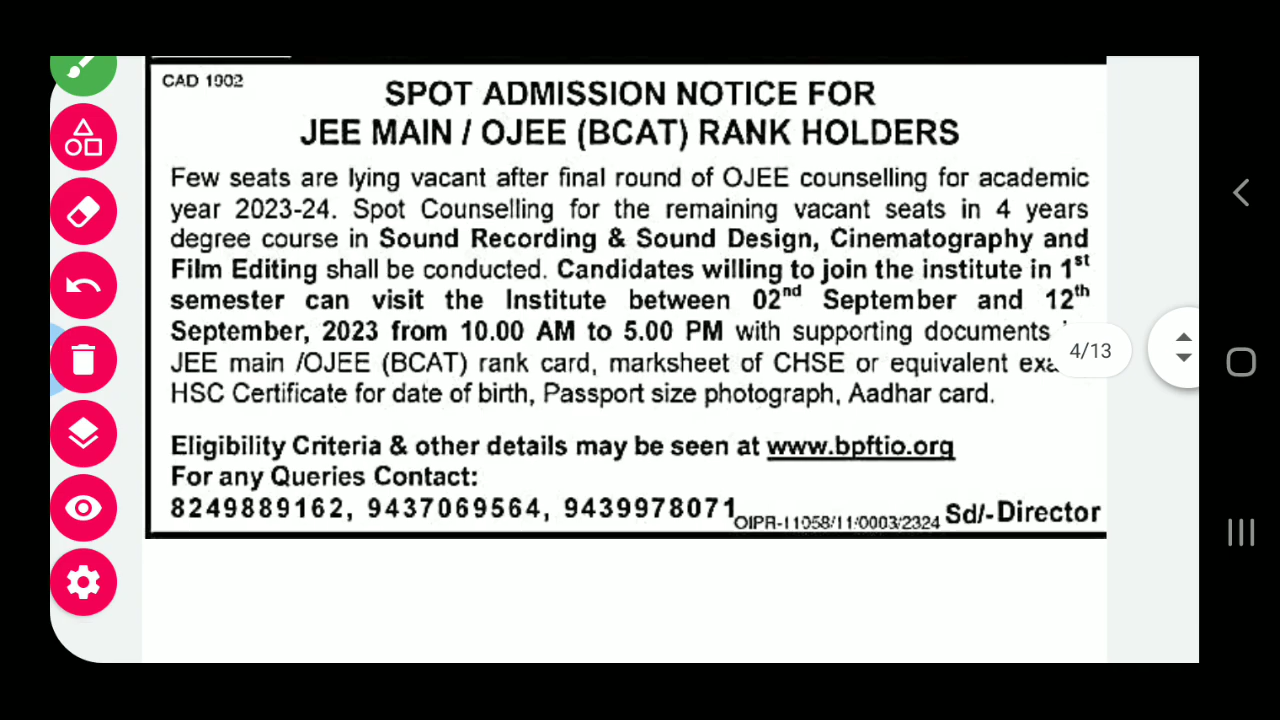 CAD 1902
SPOT ADMISSION NOTICE FOR
JEE MAIN / OJEE (BCAT) RANK HOLDERS
Few seats are lying vacant after final round of OJEE counselling for academic
year 2023-24. Spot Counselling for the remaining vacant seats in 4 years
degree course in Sound Recording & Sound Design, Cinematography and
Film Editing shall be conducted. Candidates willing to join the institute in 1st
semester can visit the Institute between 02nd September and 12th
September, 2023 from 10.00 AM to 5.00 PM with supporting documents
JEE main /OJEE (BCAT) rank card, marksheet of CHSE or equivalent
HSC Certificate for date of birth, Passport size photograph, Aadhar card.
Eligibility Criteria & other details may be seen at www.bpftio.org
For any Queries Contact:
8249889162, 9437069564, 9439978071
OIPR-11058/11/0003/2324 Sd/- Director
4/13